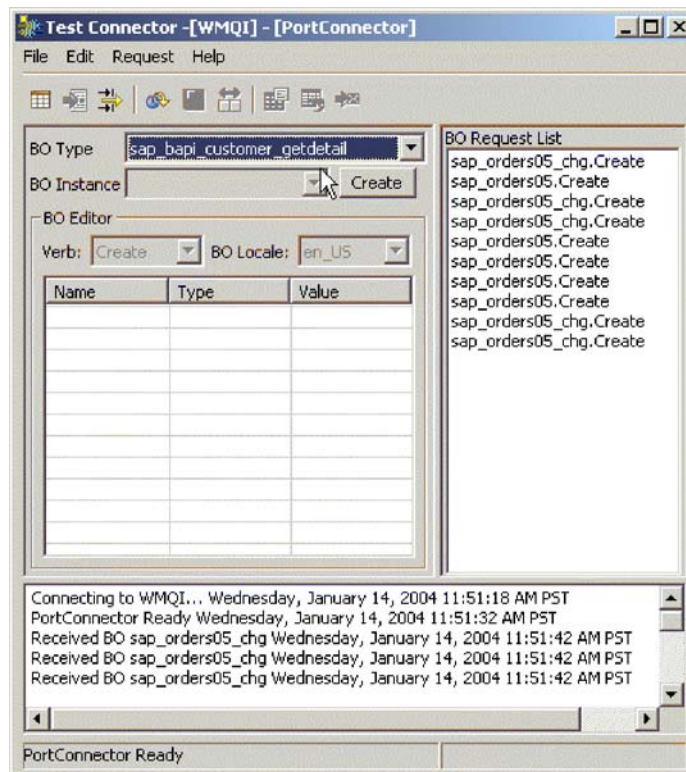 Test Connector -[WMQI] - [PortConnector]
File Edit Request Help
BO Type sap_bapi_customer_getdetail
BO Instance Create
BO Editor
Verb: Create BO Locale: en_US
Name Type Value
BO Request List
sap_orders05_chg.Create
sap_orders05.Create
sap_orders05_chg.Create
sap_orders05_chg.Create
sap_orders05.Create
sap_orders05.Create
sap_orders05.Create
sap_orders05.Create
sap_orders05_chg.Create
sap_orders05_chg.Create
Connecting to WMQI... Wednesday, January 14, 2004 11:51:18 AM PST
PortConnector Ready Wednesday, January 14, 2004 11:51:32 AM PST
Received BO sap_orders05_chg Wednesday, January 14, 2004 11:51:42 AM PST
Received BO sap_orders05_chg Wednesday, January 14, 2004 11:51:42 AM PST
Received BO sap_orders05_chg Wednesday, January 14, 2004 11:51:42 AM PST
PortConnector Ready